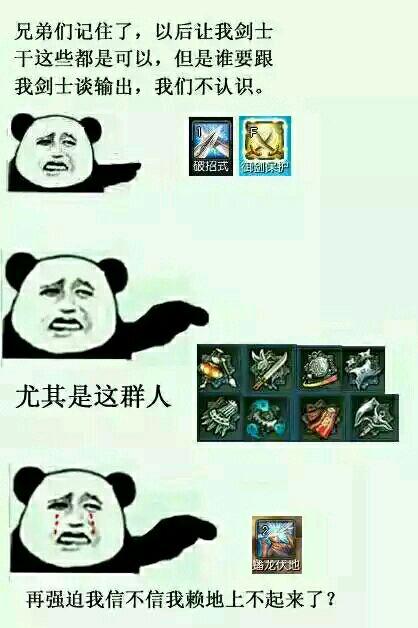 兄弟们记住了，以后让我剑士
干这些都是可以，但是谁要跟
我剑士谈输出，我们不认识。
1 F
破招式 御剑保护
尤其是这群人
2
蟠龙伏地
再强迫我信不信我赖地上不起来了？